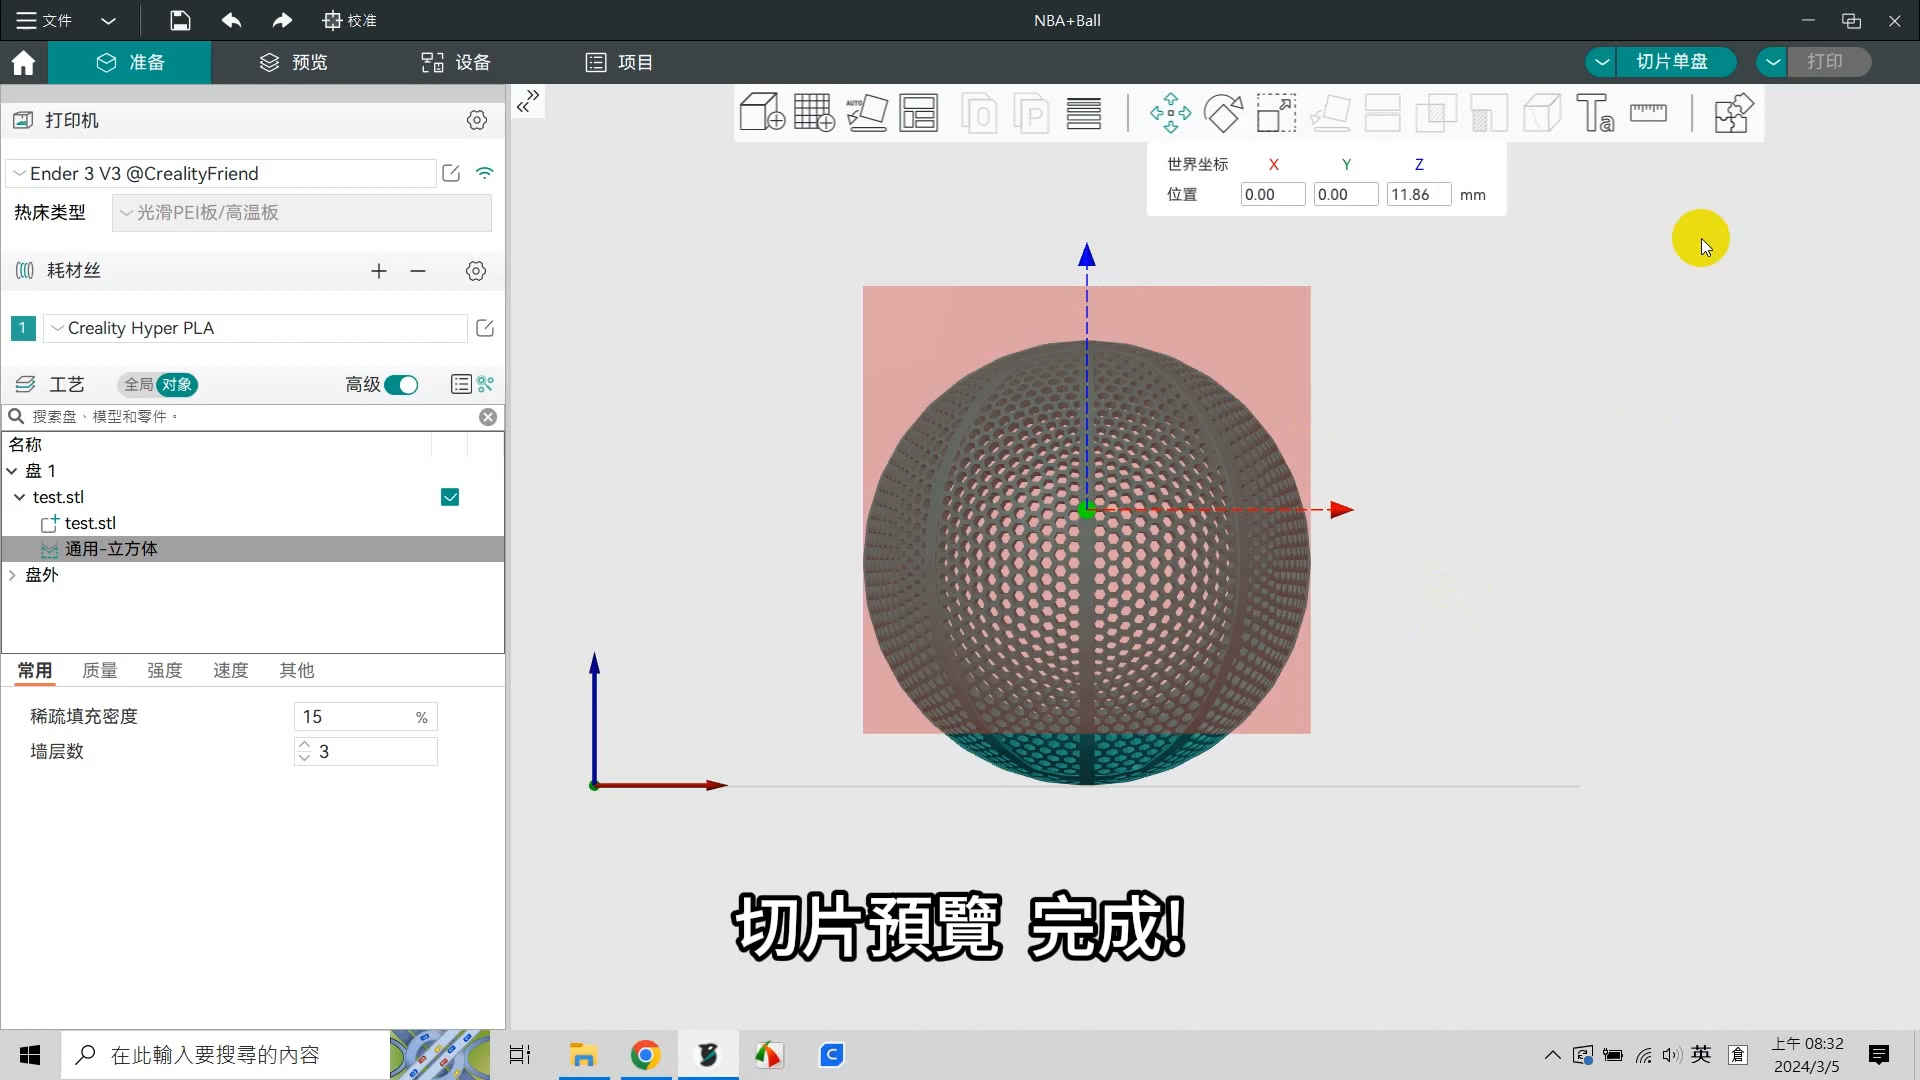 文件
校准
NBA+Ball
准备
预览
设备
项目
切片单盘
打印
打印机
Ender 3 V3 @CrealityFriend
热床类型
光滑PEI板/高温板
耗材丝
1
Creality Hyper PLA
工艺
全局
对象
高级
搜索盘、模型和零件。
名称
盘 1
test.stl
test.stl
通用-立方体
盘外
常用
质量
强度
速度
其他
稀疏填充密度
15
%
墙层数
3
AUTO
世界坐标
X
Y
Z
位置
0.00
0.00
11.86
mm
切片預覽 完成!
在此輸入要搜尋的內容
英
倉
上午 08:32
2024/3/5